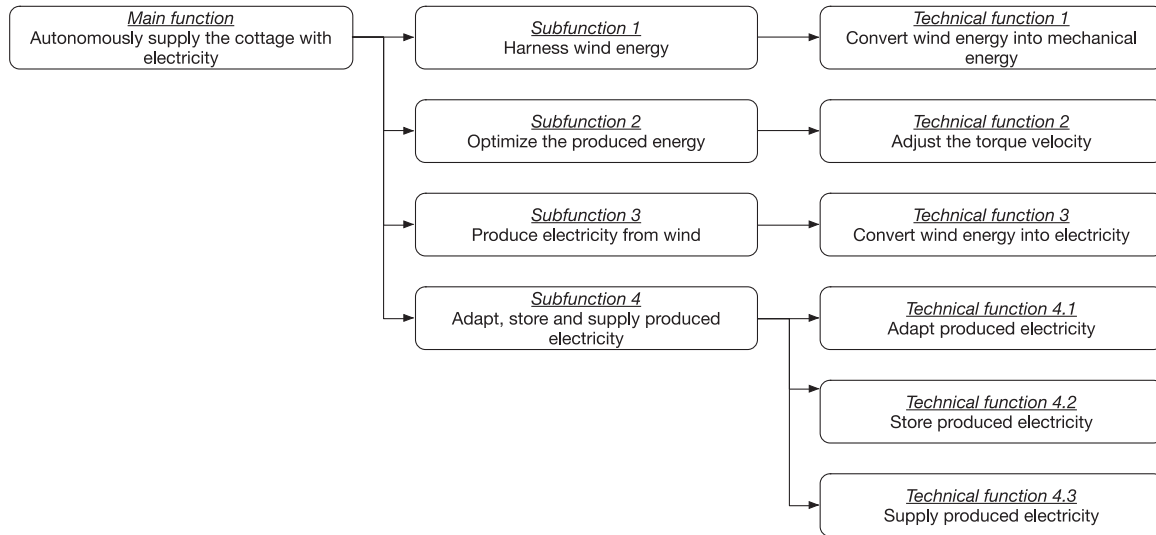 Main function
Autonomously supply the cottage with
electricity
Subfunction 1
Harness wind energy
Technical function 1
Convert wind energy into mechanical
energy
Subfunction 2
Optimize the produced energy
Technical function 2
Adjust the torque velocity
Subfunction 3
Produce electricity from wind
Technical function 3
Convert wind energy into electricity
Subfunction 4
Adapt, store and supply produced
electricity
Technical function 4.1
Adapt produced electricity
Technical function 4.2
Store produced electricity
Technical function 4.3
Supply produced electricity